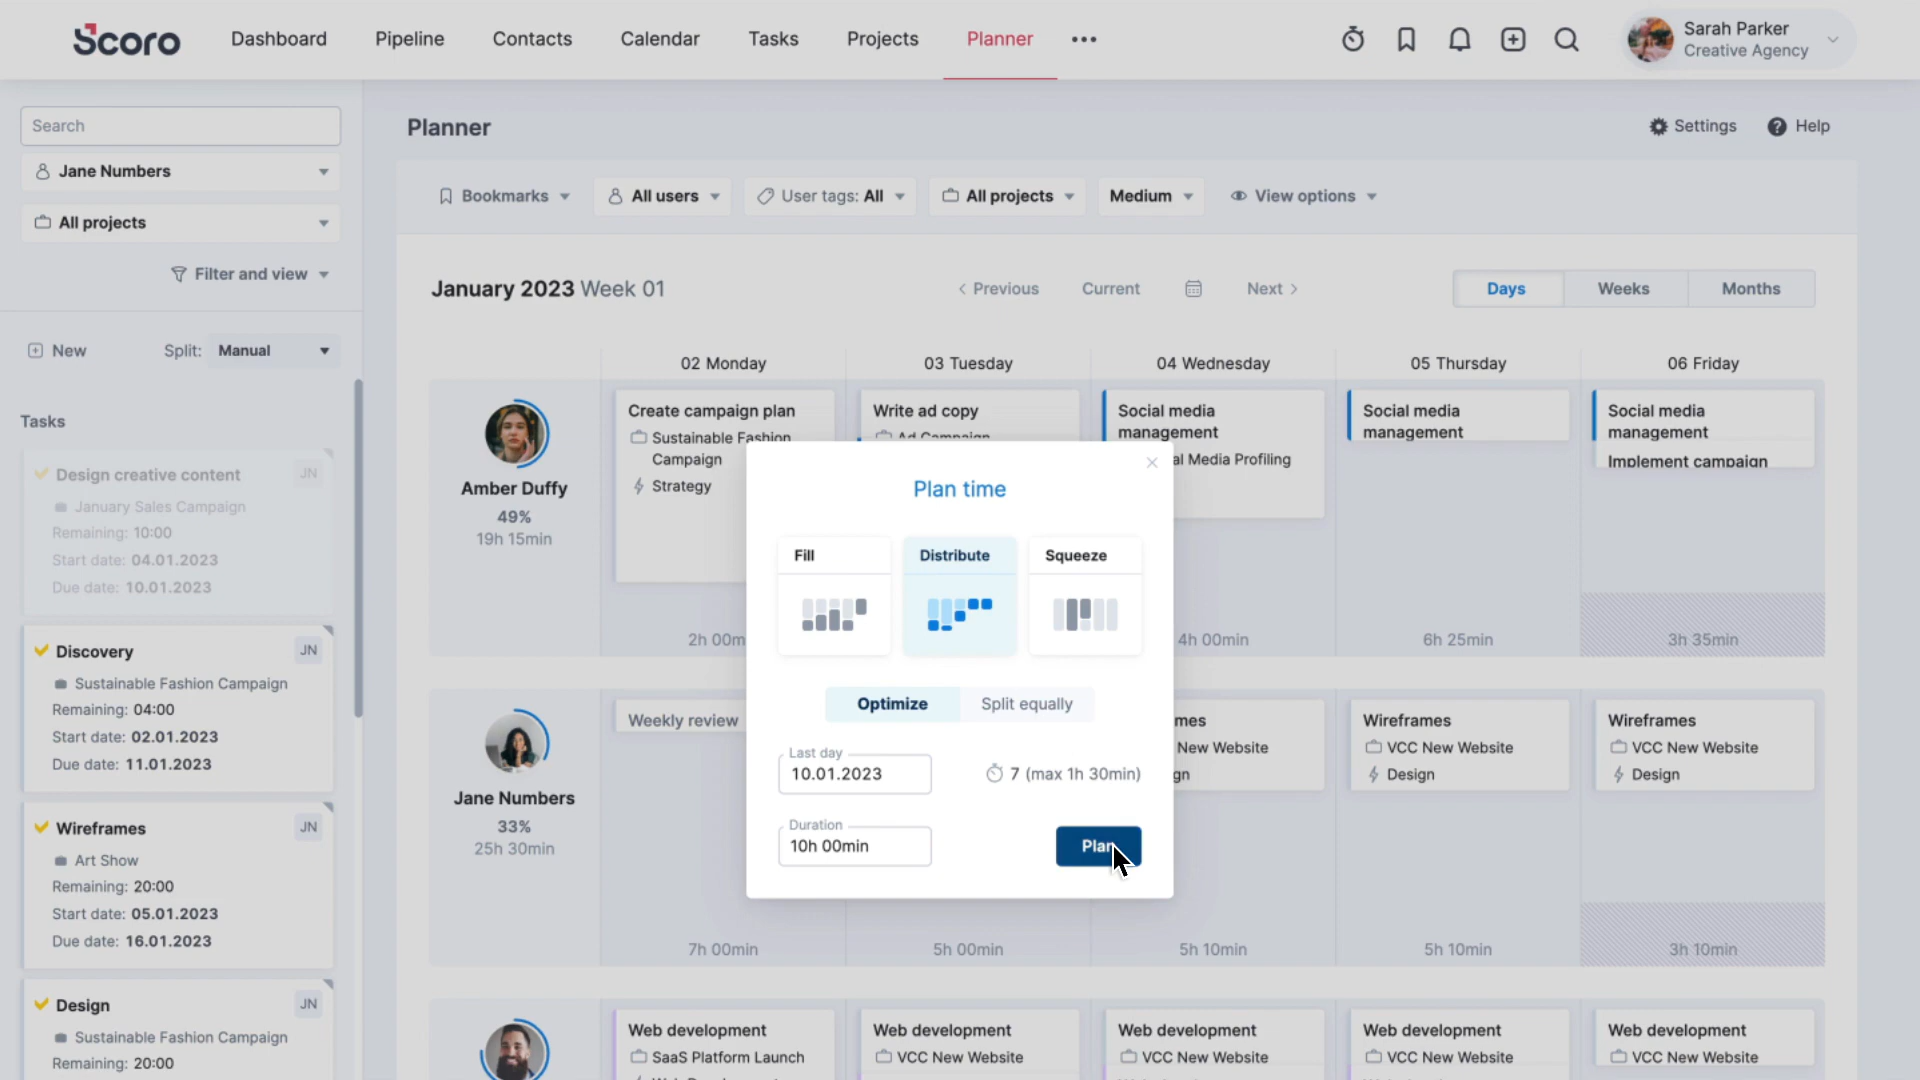 Scoro
Dashboard
Pipeline
Contacts
Calendar
Tasks
Projects
Planner
Sarah Parker
Creative Agency
Search
Jane Numbers
All projects
Filter and view
New
Split: Manual
Tasks
Design creative content
JN
January Sales Campaign
Remaining: 10:00
Start date: 04.01.2023
Due date: 10.01.2023
Discovery
JN
Sustainable Fashion Campaign
Remaining: 04:00
Start date: 02.01.2023
Due date: 11.01.2023
Wireframes
JN
Art Show
Remaining: 20:00
Start date: 05.01.2023
Due date: 16.01.2023
Design
JN
Sustainable Fashion Campaign
Remaining: 20:00
Planner
Settings
Help
Bookmarks
All users
User tags: All
All projects
Medium
View options
January 2023 Week 01
Previous
Current
Next
Days
Weeks
Months
02 Monday
03 Tuesday
04 Wednesday
05 Thursday
06 Friday
Amber Duffy
49%
19h 15min
Create campaign plan
Sustainable Fashion
Campaign
Strategy
2h 00m
Write ad copy
Ad Campaign
Social media
management
al Media Profiling
4h 00min
Social media
management
6h 25min
Social media
management
Implement campaign
3h 35min
Plan time
Fill
Distribute
Squeeze
Optimize
Split equally
Last day
10.01.2023
7 (max 1h 30min)
Duration
10h 00min
Plan
Jane Numbers
33%
25h 30min
Weekly review
7h 00min
5h 00min
mes
New Website
gn
5h 10min
Wireframes
VCC New Website
Design
5h 10min
Wireframes
VCC New Website
Design
3h 10min
Web development
SaaS Platform Launch
Web development
VCC New Website
Web development
VCC New Website
Web development
VCC New Website
Web development
VCC New Website